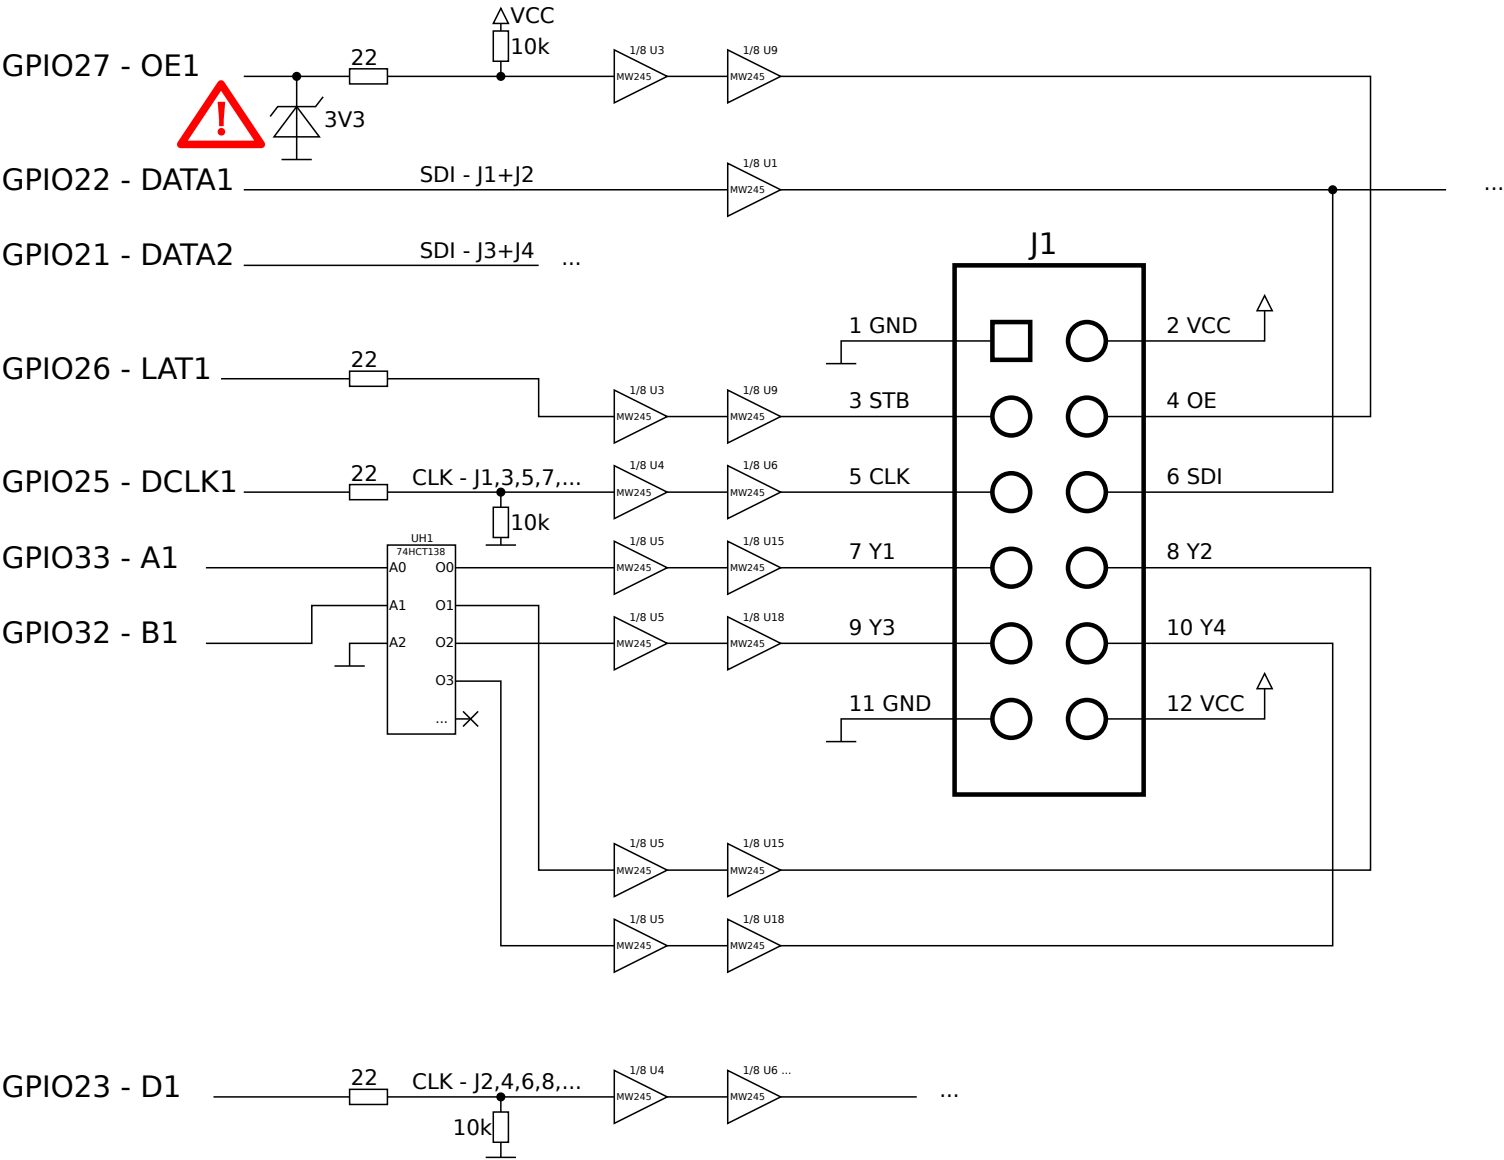 VCC
10k
1/8 U3
1/8 U9
GPIO27 - OE1
22
MW245
MW245
!
3V3
1/8 U1
GPIO22 - DATA1
SDI - J1+J2
MW245
...
GPIO21 - DATA2
SDI - J3+J4
...
J1
1 GND
2 VCC
GPIO26 - LAT1
22
1/8 U3
1/8 U9
MW245
MW245
3 STB
4 OE
GPIO25 - DCLK1
22
CLK - J1,3,5,7,...
1/8 U4
1/8 U6
MW245
MW245
5 CLK
6 SDI
10k
UH1
74HCT138
GPIO33 - A1
A0
O0
1/8 U5
1/8 U15
MW245
MW245
7 Y1
8 Y2
A1
O1
GPIO32 - B1
A2
O2
1/8 U5
1/8 U18
MW245
MW245
9 Y3
10 Y4
O3
...
11 GND
12 VCC
1/8 U5
1/8 U15
MW245
MW245
1/8 U5
1/8 U18
MW245
MW245
GPIO23 - D1
22
CLK - J2,4,6,8,...
1/8 U4
1/8 U6 ...
MW245
MW245
...
10k